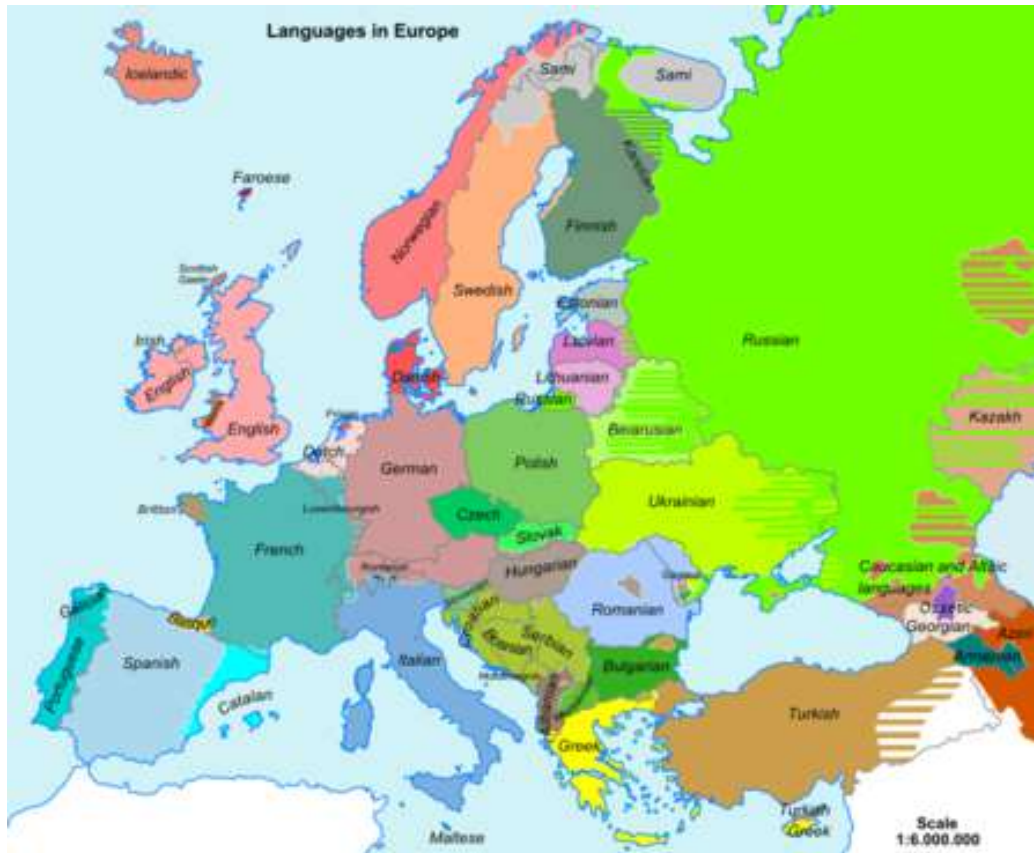 Languages in Europe
Icelandic
Sami
Sami
Faroese
Norwegian
Karelian
Finnish
Swedish
Scottish
Gaelic
Estonian
Irish
Latvian
Russian
English
Danish
Lithuanian
Russian
English
Belarusian
Kazakh
Dutch
German
Polish
Ukrainian
Luxembourgish
Czech
French
Slovak
Hungarian
Caucasian and Altaic
languages
Romanian
Ossetic
Georgian
Croatian
Serbian
Bosnian
Basque
Armenian
Spanish
Portuguese
Italian
Bulgarian
Catalan
Turkish
Greek
Maltese
Turkish
Greek
Scale
1:6.000.000